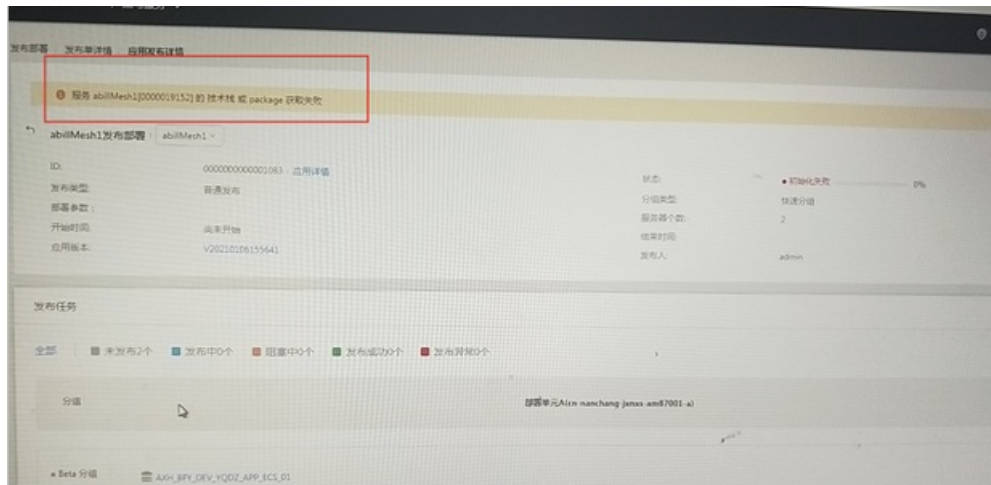 发布部署 发布单详情 应用发布详情
服务 abillMesh1[0000019152] 的 技术栈 或 package 获取失败
abillMesh1发布部署 abillMesh1
ID: 0000000000001083 应用详情
状态: 初始化失败 0%
发布类型: 普通发布
分组类型: 快速分组
部署参数：
服务器个数: 2
开始时间: 尚未开始
结束时间:
应用版本: V20210106155641
发布人: admin
发布任务
全部 未发布2个 发布中0个 阻塞中0个 发布成功0个 发布异常0个
分组
Beta 分组 AXH_BFY_DEV_YQDZ_APP_ECS_01